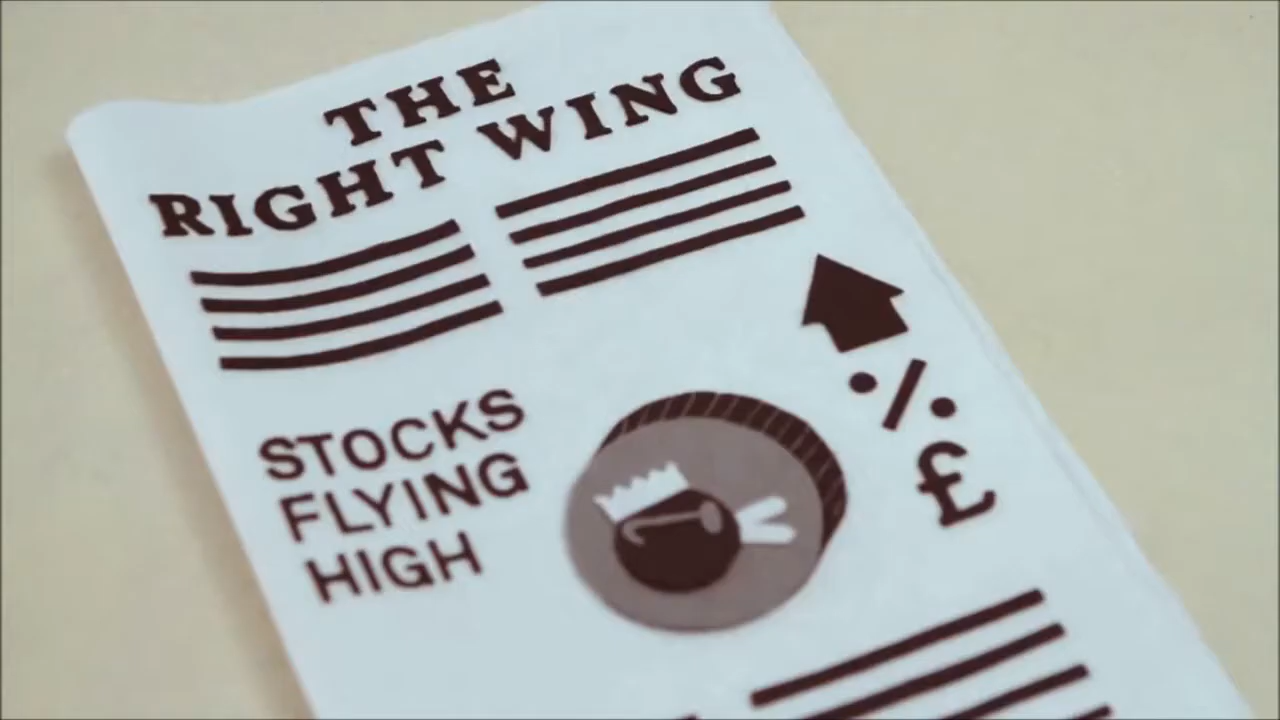 THE
RIGHT WING
STOCKS
FLYING
HIGH
%
£